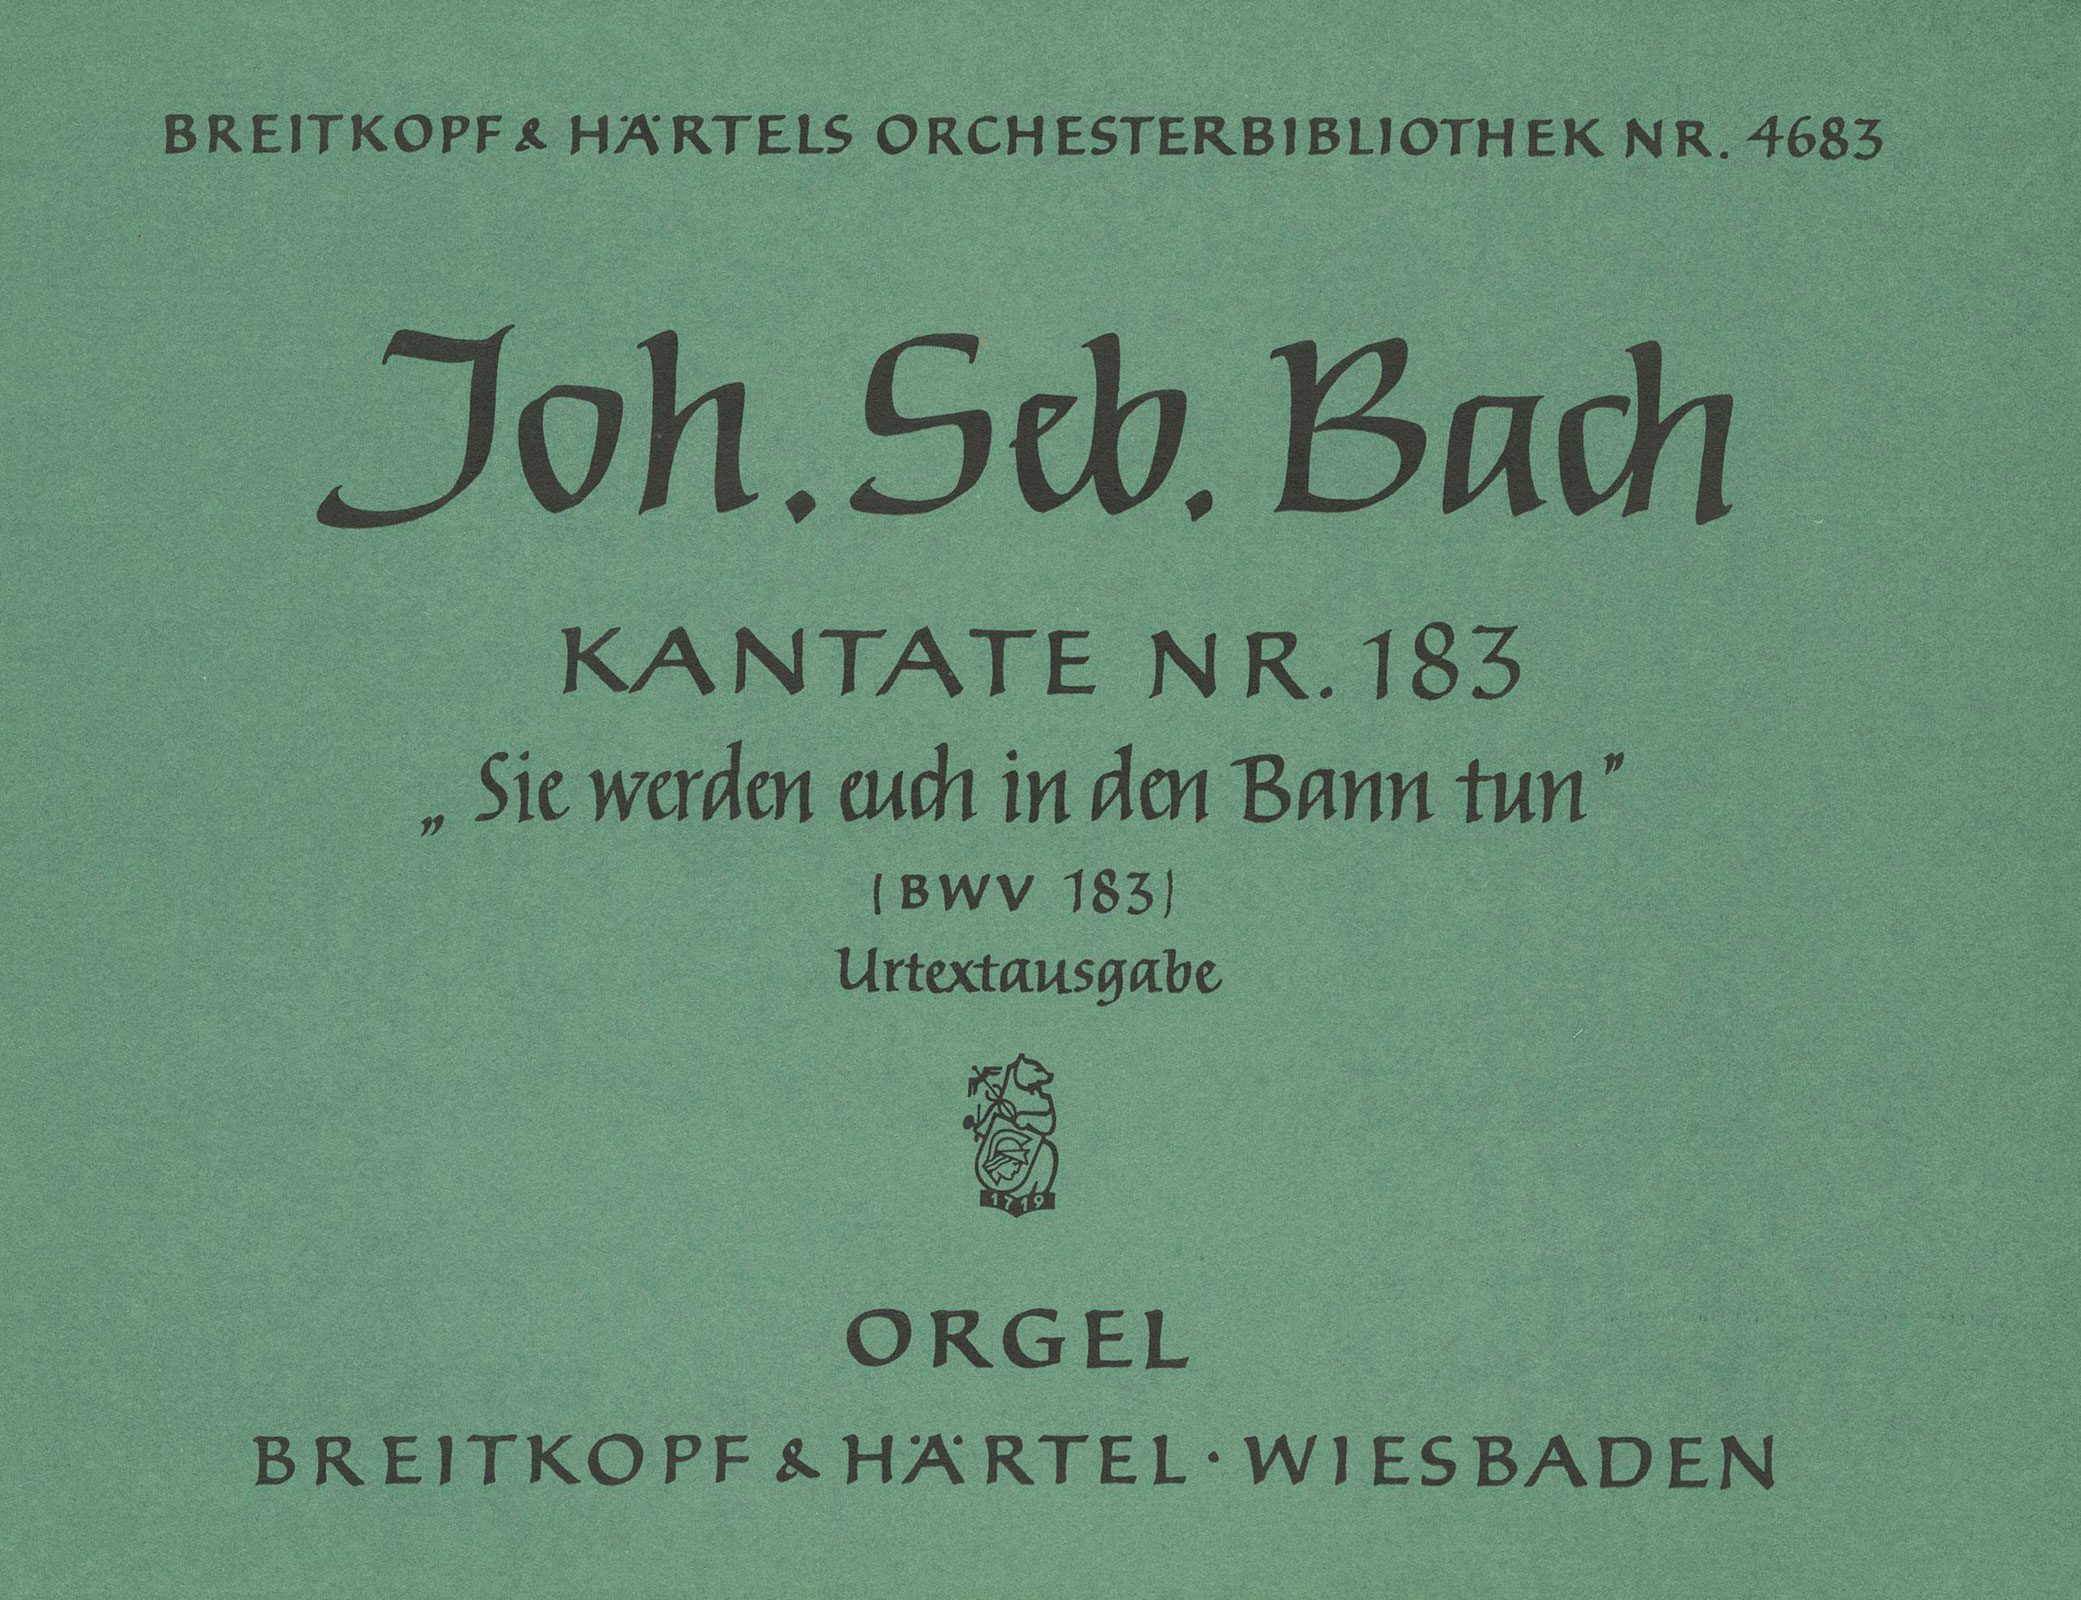 BREITKOPF & HÄRTELS ORCHESTERBIBLIOTHEK NR. 4683
Joh. Seb. Bach
KANTATE NR. 183
„Sie werden euch in den Bann tun”
(BWV 183)
Urtextausgabe
1719
ORGEL
BREITKOPF & HÄRTEL · WIESBADEN